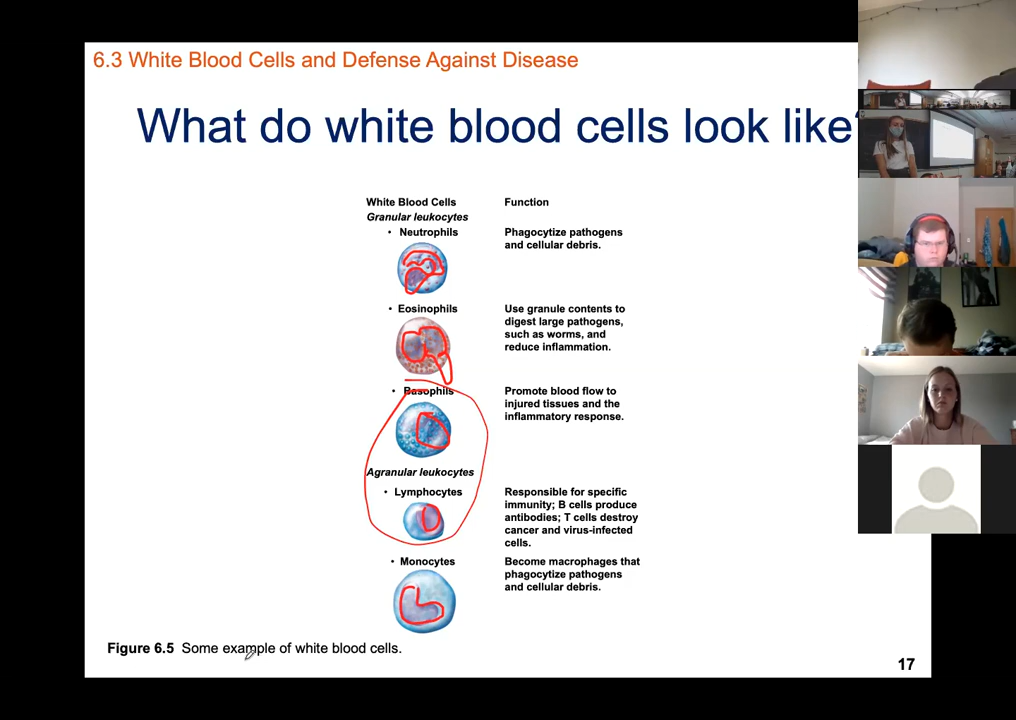 6.3 White Blood Cells and Defense Against Disease
What do white blood cells look like?
White Blood Cells Function
Granular leukocytes
• Neutrophils Phagocytize pathogens
and cellular debris.
• Eosinophils Use granule contents to
digest large pathogens,
such as worms, and
reduce inflammation.
• Basophils Promote blood flow to
injured tissues and the
inflammatory response.
Agranular leukocytes
• Lymphocytes Responsible for specific
immunity; B cells produce
antibodies; T cells destroy
cancer and virus-infected
cells.
• Monocytes Become macrophages that
phagocytize pathogens
and cellular debris.
Figure 6.5 Some example of white blood cells.
17